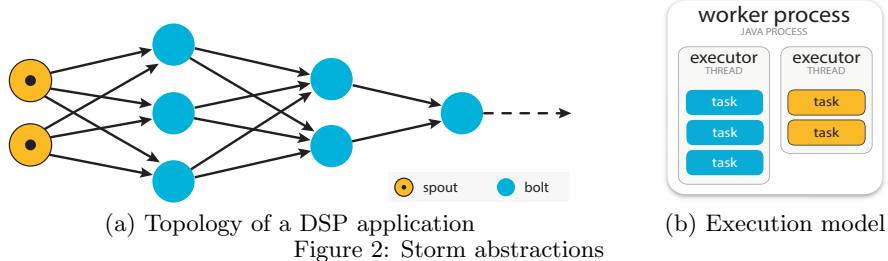 worker process
JAVA PROCESS
executor
THREAD
task
task
task
executor
THREAD
task
task
spout
bolt
(a) Topology of a DSP application
(b) Execution model
Figure 2: Storm abstractions